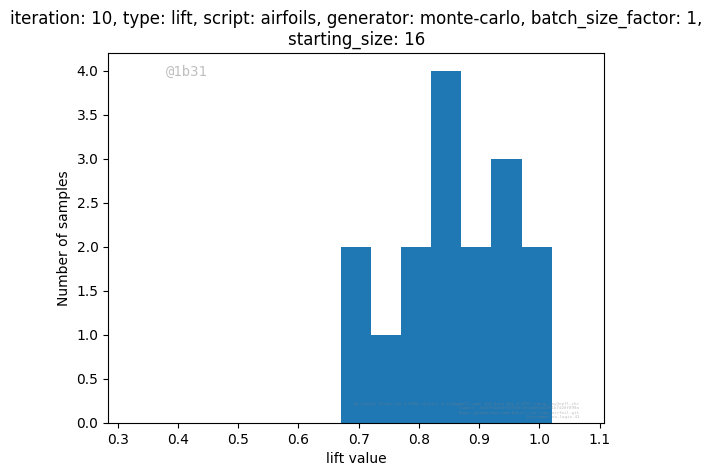 iteration: 10, type: lift, script: airfoils, generator: monte-carlo, batch_size_factor: 1,
starting_size: 16
@1b31
4.0
3.5
3.0
2.5
2.0
1.5
1.0
0.5
0.0
Number of samples
0.3 0.4 0.5 0.6 0.7 0.8 0.9 1.0 1.1
lift value